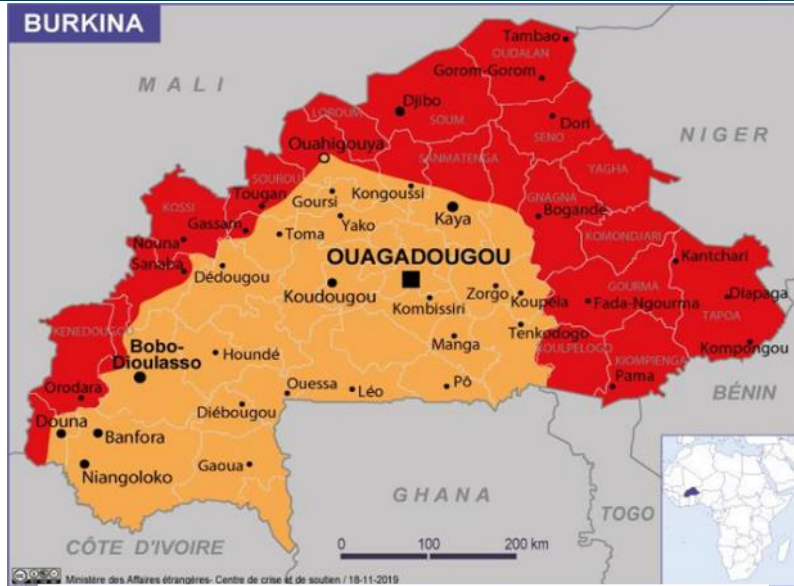 BURKINA
MALI
Tambao
OUDALAN
Gorom-Gorom
Djibo
LOROUM
SOUM
Dori
SENO
NIGER
Ouahigouya
SANMATENGA
YAGHA
SOUROU
Tougan
Kongoussi
Goursi
KOSSI
GNAGNA
Kaya
Bogandé
Gassam
Yako
Toma
KOMONDJARI
Nouna
Sanaba
Dédougou
OUAGADOUGOU
Kantchari
Koudougou
Zorgo
GOURMA
Kombissiri
Koupéla
Fada-Ngourma
Diapaga
TAPOA
KENEDOUGOU
Tenkodogo
Bobo-
Dioulasso
Houndé
Manga
KOULPELOGO
KIOMPIENGA
Kompongou
Orodara
Ouessa
Léo
Pô
Pama
BÉNIN
Diébougou
Douna
Banfora
Niangoloko
Gaoua
GHANA
TOGO
CÔTE D'IVOIRE
0 100 200 km
Ministère des Affaires étrangères- Centre de crise et de soutien / 18-11-2019